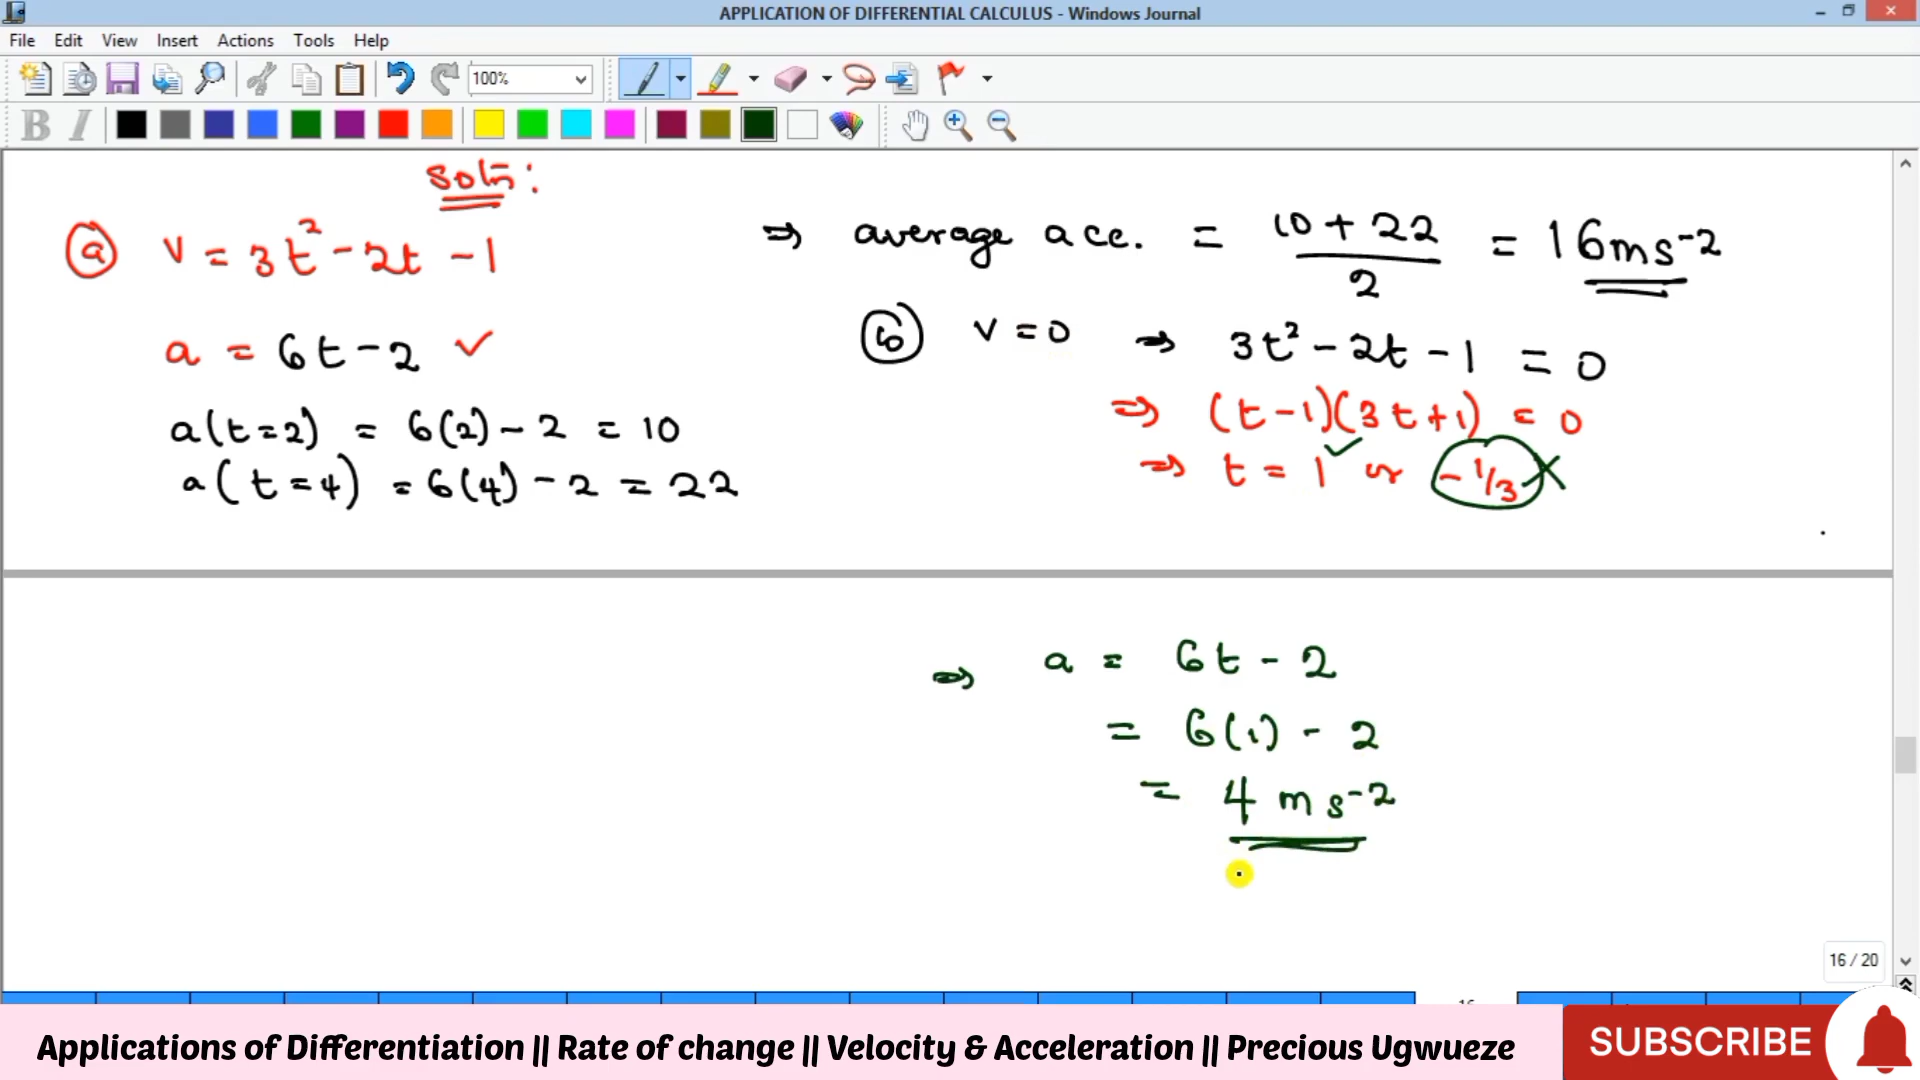 APPLICATION OF DIFFERENTIAL CALCULUS - Windows Journal
File Edit View Insert Actions Tools Help
100%
B I
Soln:
ⓐ v = 3t² - 2t - 1
a = 6t - 2 ✓
a(t=2) = 6(2) - 2 = 10
a(t=4) = 6(4) - 2 = 22
⇒ average acc. = (10 + 22)/2 = 16ms⁻²
ⓑ v = 0 ⇒ 3t² - 2t - 1 = 0
⇒ (t-1)(3t+1) = 0
⇒ t = 1 ✓ or -1/3 ✗
⇒ a = 6t - 2
= 6(1) - 2
= 4 ms⁻²
16 / 20
Applications of Differentiation || Rate of change || Velocity & Acceleration || Precious Ugwueze
SUBSCRIBE